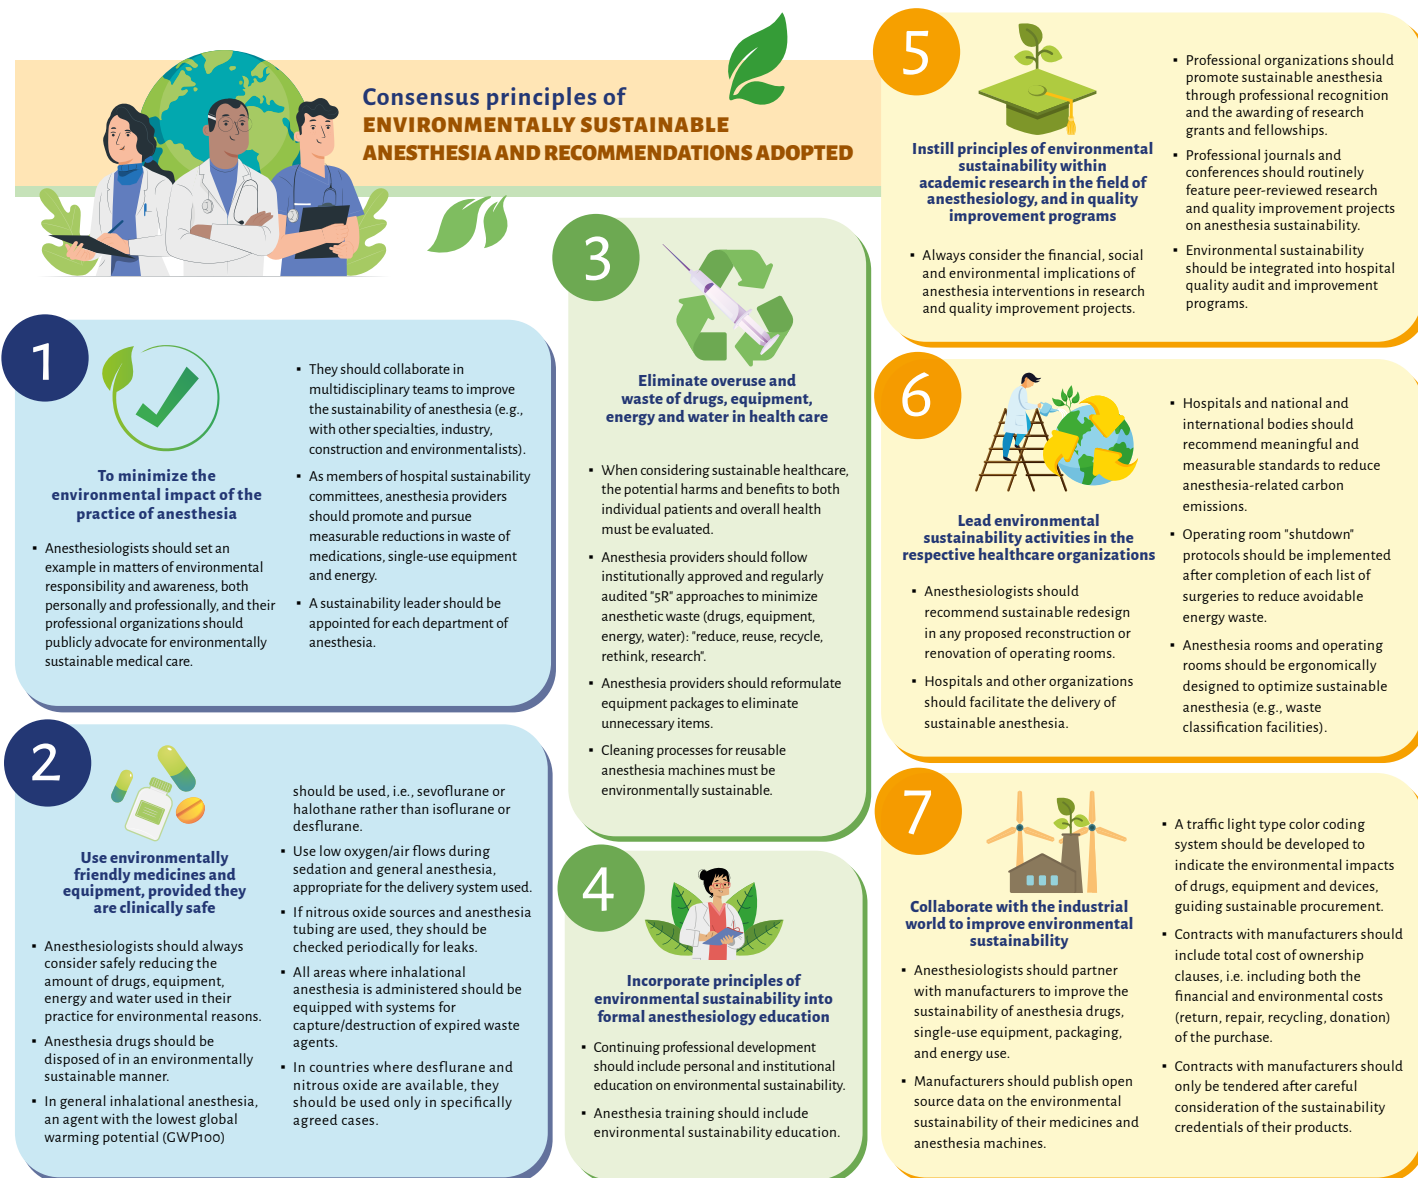 Consensus principles of
ENVIRONMENTALLY SUSTAINABLE
ANESTHESIA AND RECOMMENDATIONS ADOPTED
1
To minimize the
environmental impact of the
practice of anesthesia
▪ Anesthesiologists should set an
example in matters of environmental
responsibility and awareness, both
personally and professionally, and their
professional organizations should
publicly advocate for environmentally
sustainable medical care.
▪ They should collaborate in
multidisciplinary teams to improve
the sustainability of anesthesia (e.g.,
with other specialties, industry,
construction and environmentalists).
▪ As members of hospital sustainability
committees, anesthesia providers
should promote and pursue
measurable reductions in waste of
medications, single-use equipment
and energy.
▪ A sustainability leader should be
appointed for each department of
anesthesia.
2
Use environmentally
friendly medicines and
equipment, provided they
are clinically safe
▪ Anesthesiologists should always
consider safely reducing the
amount of drugs, equipment,
energy and water used in their
practice for environmental reasons.
▪ Anesthesia drugs should be
disposed of in an environmentally
sustainable manner.
▪ In general inhalational anesthesia,
an agent with the lowest global
warming potential (GWP100)
should be used, i.e., sevoflurane or
halothane rather than isoflurane or
desflurane.
▪ Use low oxygen/air flows during
sedation and general anesthesia,
appropriate for the delivery system used.
▪ If nitrous oxide sources and anesthesia
tubing are used, they should be
checked periodically for leaks.
▪ All areas where inhalational
anesthesia is administered should be
equipped with systems for
capture/destruction of expired waste
agents.
▪ In countries where desflurane and
nitrous oxide are available, they
should be used only in specifically
agreed cases.
3
Eliminate overuse and
waste of drugs, equipment,
energy and water in health care
▪ When considering sustainable healthcare,
the potential harms and benefits to both
individual patients and overall health
must be evaluated.
▪ Anesthesia providers should follow
institutionally approved and regularly
audited "5R" approaches to minimize
anesthetic waste (drugs, equipment,
energy, water): "reduce, reuse, recycle,
rethink, research".
▪ Anesthesia providers should reformulate
equipment packages to eliminate
unnecessary items.
▪ Cleaning processes for reusable
anesthesia machines must be
environmentally sustainable.
4
Incorporate principles of
environmental sustainability into
formal anesthesiology education
▪ Continuing professional development
should include personal and institutional
education on environmental sustainability.
▪ Anesthesia training should include
environmental sustainability education.
5
Instill principles of environmental
sustainability within
academic research in the field of
anesthesiology, and in quality
improvement programs
▪ Always consider the financial, social
and environmental implications of
anesthesia interventions in research
and quality improvement projects.
▪ Professional organizations should
promote sustainable anesthesia
through professional recognition
and the awarding of research
grants and fellowships.
▪ Professional journals and
conferences should routinely
feature peer-reviewed research
and quality improvement projects
on anesthesia sustainability.
▪ Environmental sustainability
should be integrated into hospital
quality audit and improvement
programs.
6
Lead environmental
sustainability activities in the
respective healthcare organizations
▪ Anesthesiologists should
recommend sustainable redesign
in any proposed reconstruction or
renovation of operating rooms.
▪ Hospitals and other organizations
should facilitate the delivery of
sustainable anesthesia.
▪ Hospitals and national and
international bodies should
recommend meaningful and
measurable standards to reduce
anesthesia-related carbon
emissions.
▪ Operating room "shutdown"
protocols should be implemented
after completion of each list of
surgeries to reduce avoidable
energy waste.
▪ Anesthesia rooms and operating
rooms should be ergonomically
designed to optimize sustainable
anesthesia (e.g., waste
classification facilities).
7
Collaborate with the industrial
world to improve environmental
sustainability
▪ Anesthesiologists should partner
with manufacturers to improve the
sustainability of anesthesia drugs,
single-use equipment, packaging,
and energy use.
▪ Manufacturers should publish open
source data on the environmental
sustainability of their medicines and
anesthesia machines.
▪ A traffic light type color coding
system should be developed to
indicate the environmental impacts
of drugs, equipment and devices,
guiding sustainable procurement.
▪ Contracts with manufacturers should
include total cost of ownership
clauses, i.e. including both the
financial and environmental costs
(return, repair, recycling, donation)
of the purchase.
▪ Contracts with manufacturers should
only be tendered after careful
consideration of the sustainability
credentials of their products.